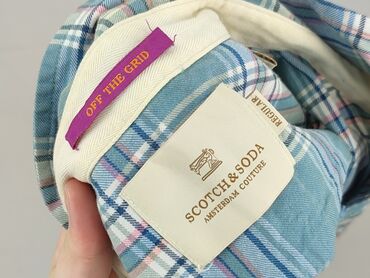 OFF THE GRID
SCOTCH & SODA
AMSTERDAM COUTURE
REGULAR